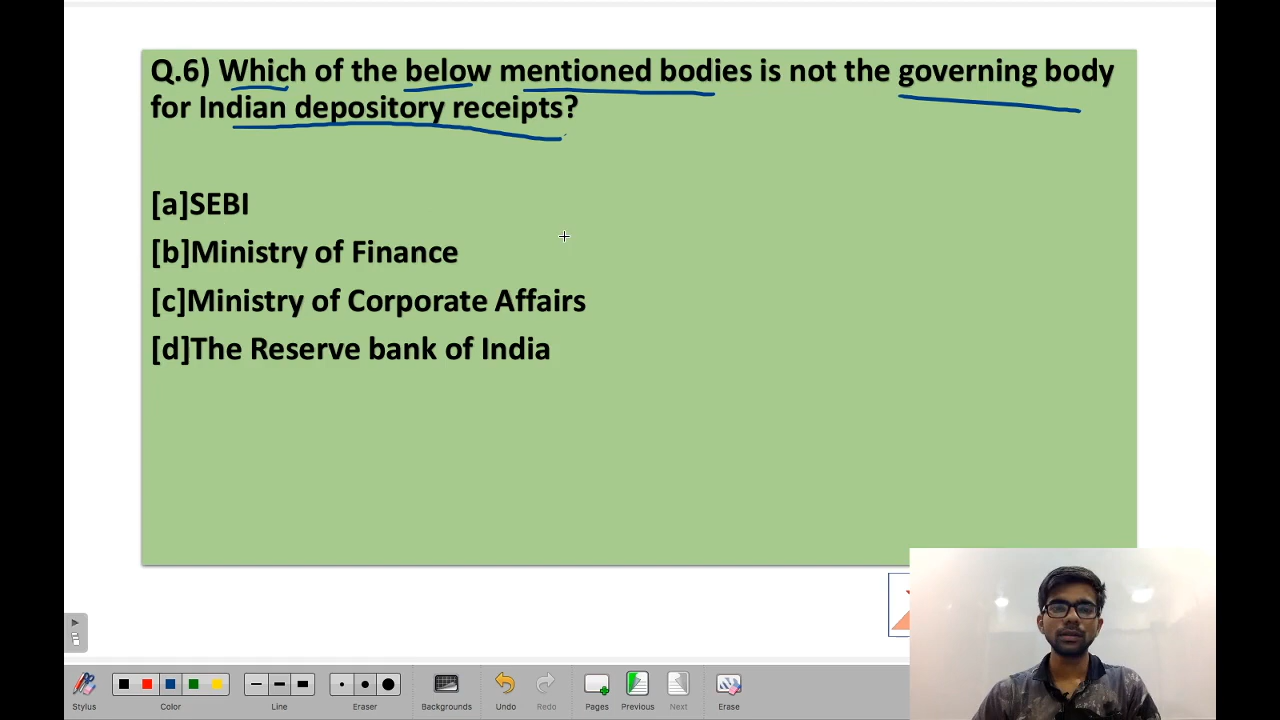 Q.6) Which of the below mentioned bodies is not the governing body
for Indian depository receipts?
[a]SEBI
[b]Ministry of Finance
[c]Ministry of Corporate Affairs
[d]The Reserve bank of India
Stylus
Color
Line
Eraser
Backgrounds
Undo
Redo
Pages
Previous
Next
Erase